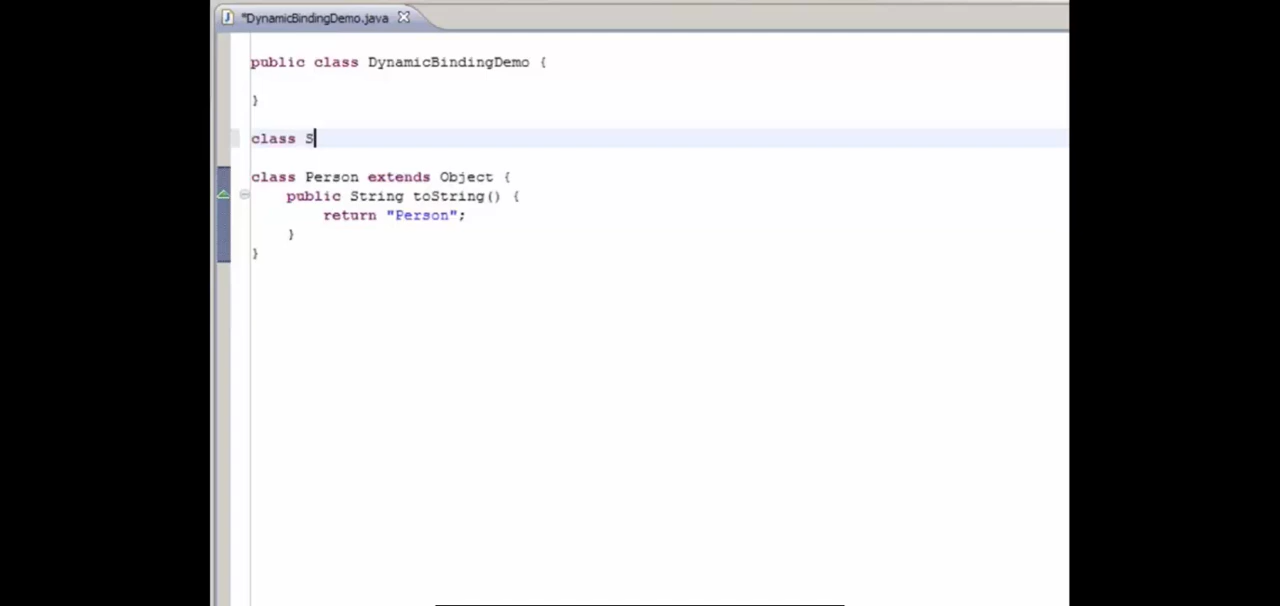 *DynamicBindingDemo.java
public class DynamicBindingDemo {
}
class S
class Person extends Object {
public String toString() {
return "Person";
}
}